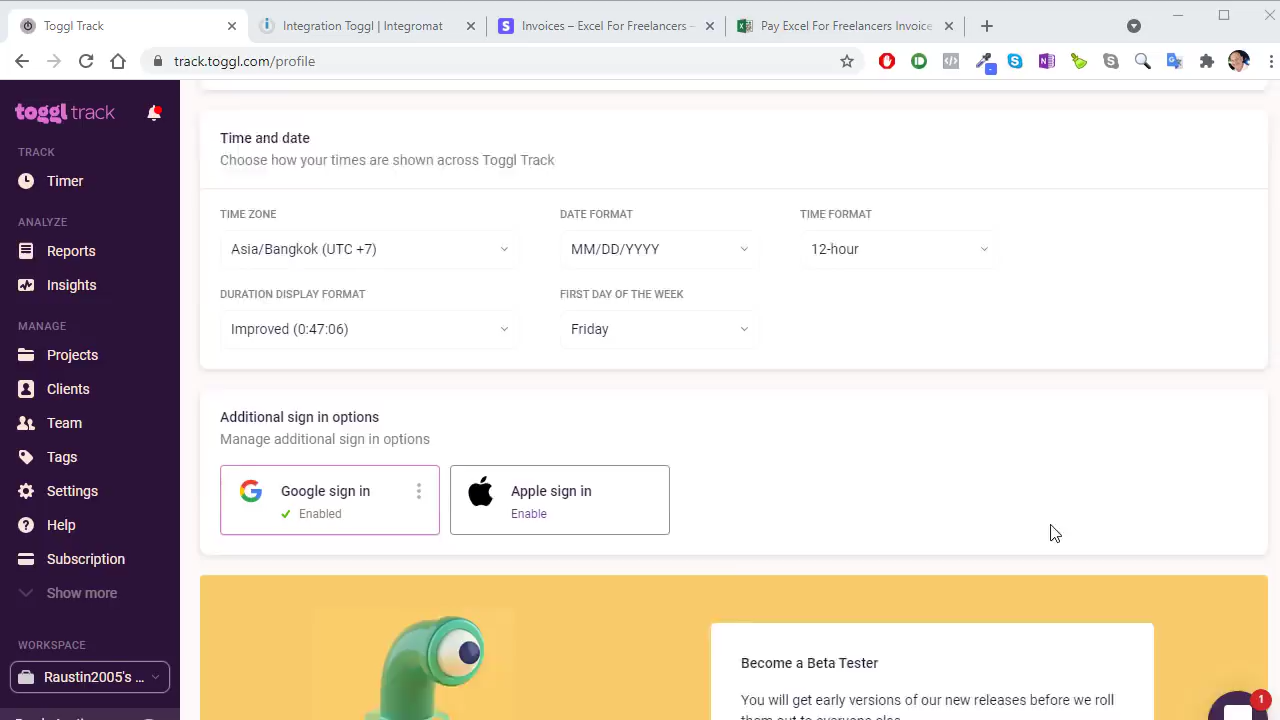 Toggl Track
Integration Toggl | Integromat
Invoices – Excel For Freelancers –
Pay Excel For Freelancers Invoice
track.toggl.com/profile
toggl track
TRACK
Timer
ANALYZE
Reports
Insights
MANAGE
Projects
Clients
Team
Tags
Settings
Help
Subscription
Show more
WORKSPACE
Raustin2005's ...
Time and date
Choose how your times are shown across Toggl Track
TIME ZONE
DATE FORMAT
TIME FORMAT
Asia/Bangkok (UTC +7)
MM/DD/YYYY
12-hour
DURATION DISPLAY FORMAT
FIRST DAY OF THE WEEK
Improved (0:47:06)
Friday
Additional sign in options
Manage additional sign in options
Google sign in
Enabled
Apple sign in
Enable
Become a Beta Tester
You will get early versions of our new releases before we roll
1